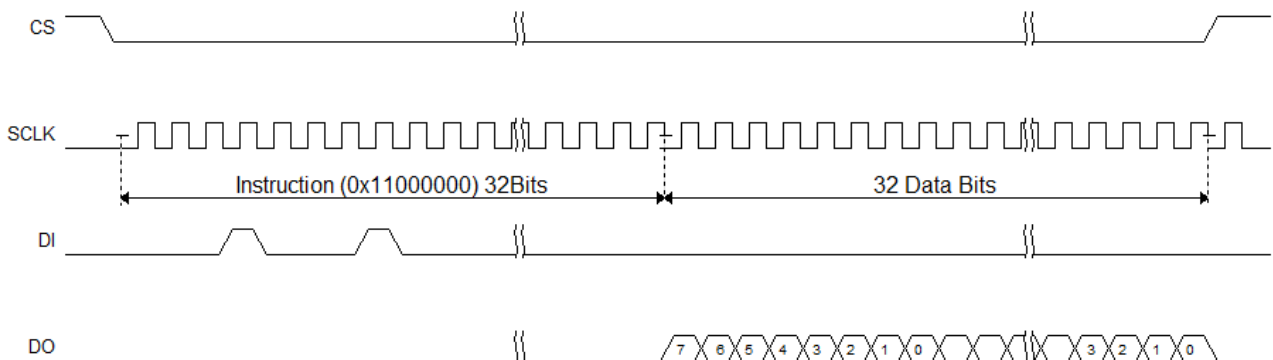 CS
SCLK
Instruction (0x11000000) 32Bits
32 Data Bits
DI
DO
7 6 5 4 3 2 1 0 3 2 1 0